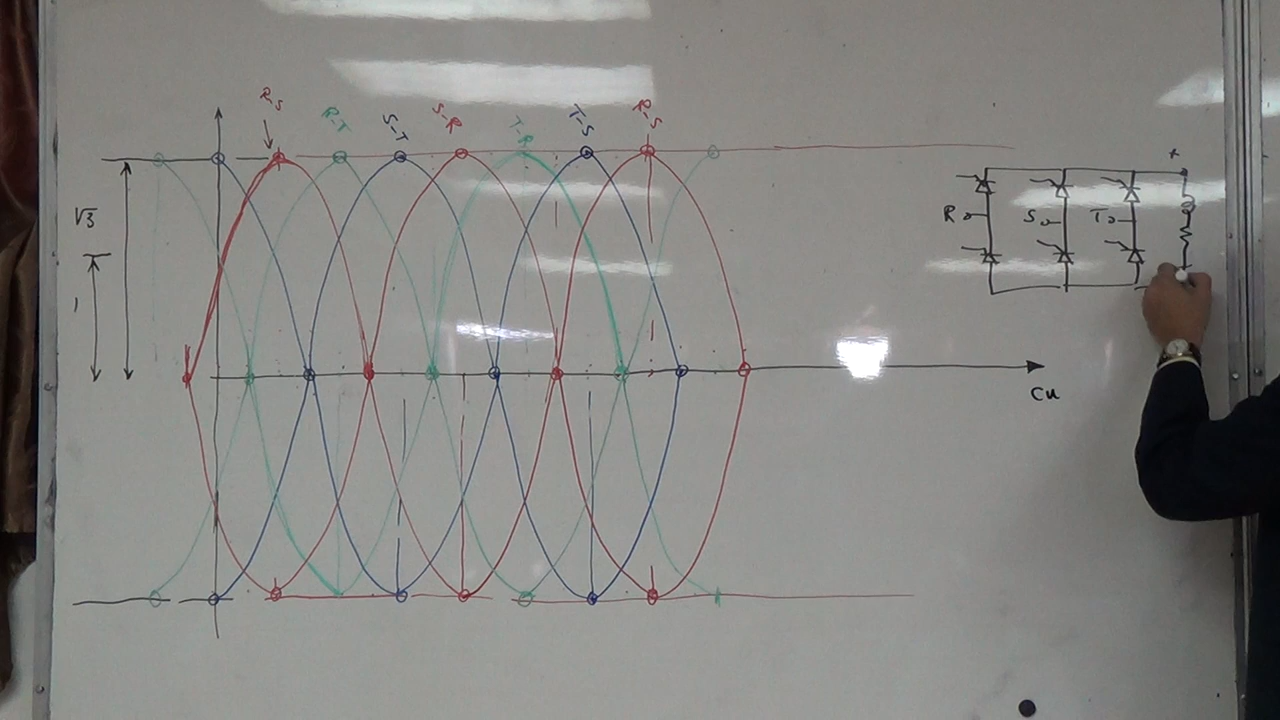 R-S R-T S-T S-R T-R T-S R-S
√3
1
+
R S T
ωt